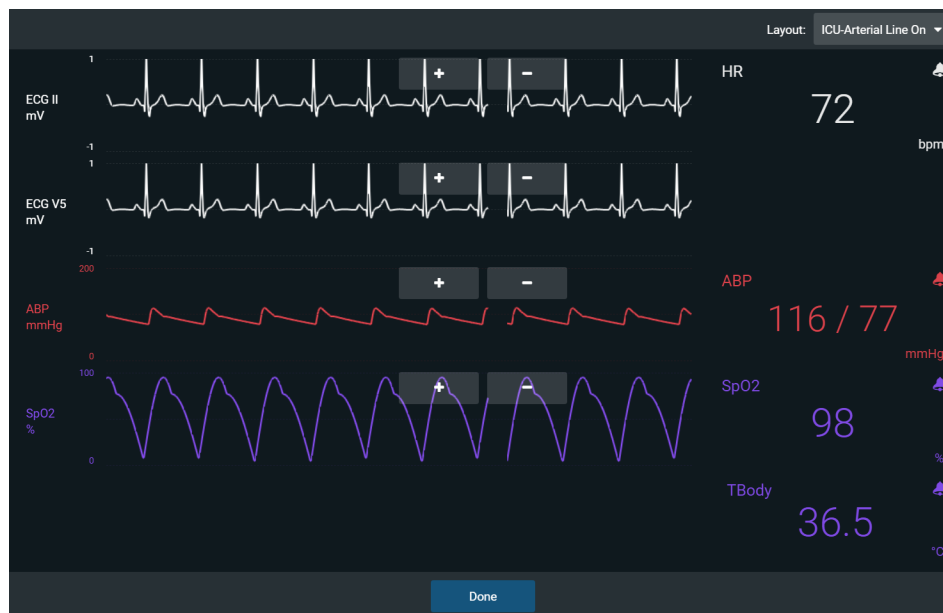 Layout: ICU-Arterial Line On
1
+ −
ECG II
mV
-1
HR
72
bpm
1
+ −
ECG V5
mV
-1
200
+ −
ABP
mmHg
0
ABP
116 / 77
mmHg
100
+ −
SpO2
%
0
SpO2
98
%
TBody
36.5
°C
Done